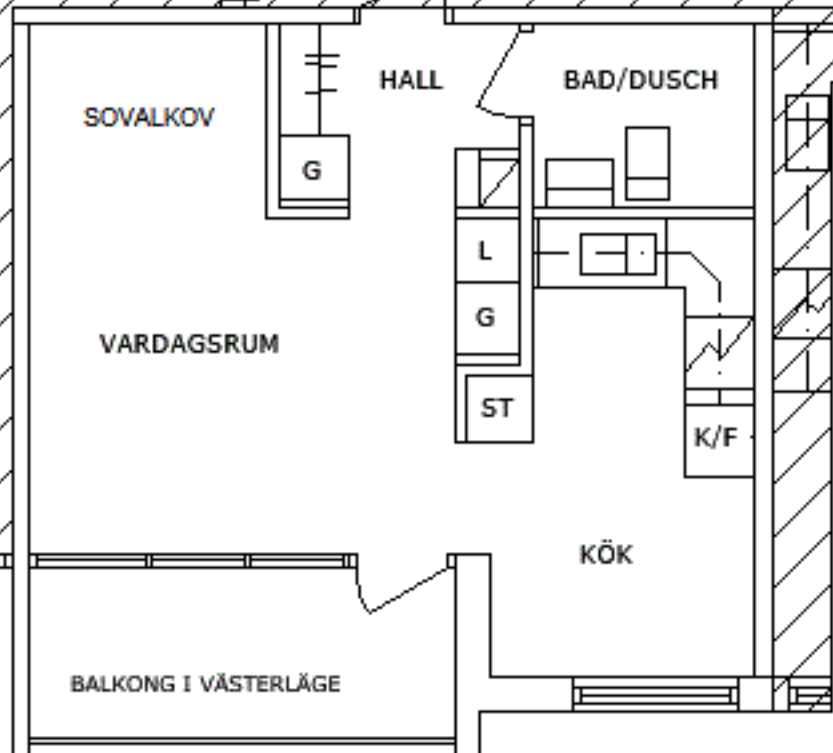 HALL
BAD/DUSCH
SOVALKOV
G
L
G
VARDAGSRUM
ST
K/F
KÖK
BALKONG I VÄSTERLÄGE